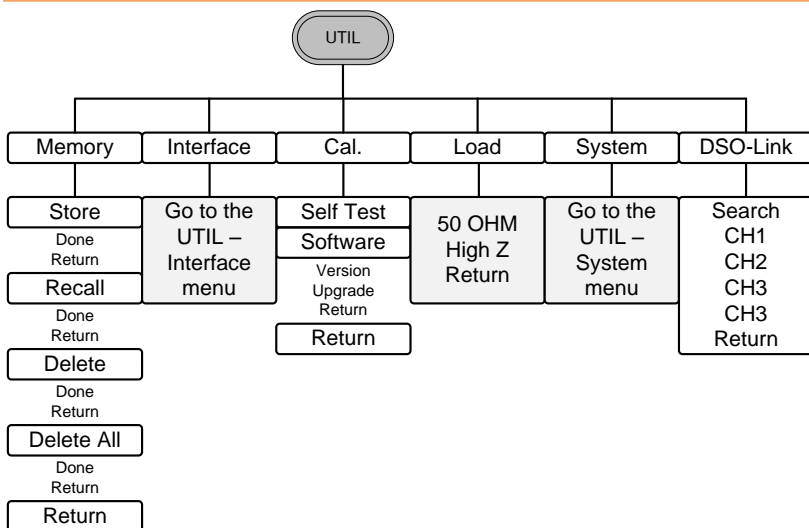 UTIL
Memory
Interface
Cal.
Load
System
DSO-Link
Store
Done
Return
Recall
Done
Return
Delete
Done
Return
Delete All
Done
Return
Return
Go to the
UTIL –
Interface
menu
Self Test
Software
Version
Upgrade
Return
Return
50 OHM
High Z
Return
Go to the
UTIL –
System
menu
Search
CH1
CH2
CH3
CH3
Return